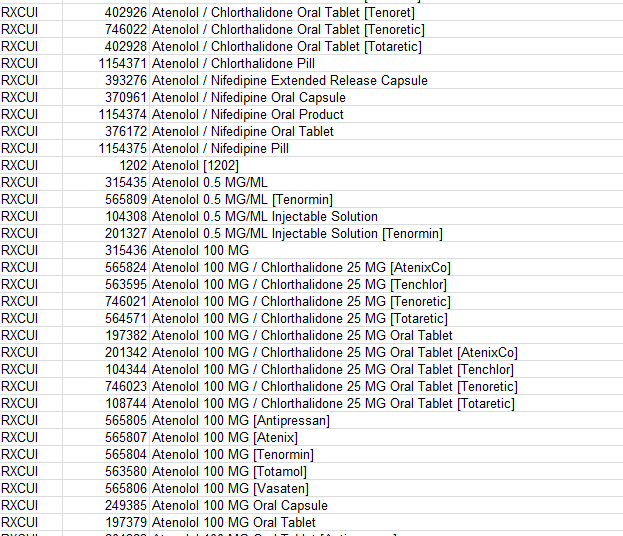 RXCUI 402926 Atenolol / Chlorthalidone Oral Tablet [Tenoret]
RXCUI 746022 Atenolol / Chlorthalidone Oral Tablet [Tenoretic]
RXCUI 402928 Atenolol / Chlorthalidone Oral Tablet [Totaretic]
RXCUI 1154371 Atenolol / Chlorthalidone Pill
RXCUI 393276 Atenolol / Nifedipine Extended Release Capsule
RXCUI 370961 Atenolol / Nifedipine Oral Capsule
RXCUI 1154374 Atenolol / Nifedipine Oral Product
RXCUI 376172 Atenolol / Nifedipine Oral Tablet
RXCUI 1154375 Atenolol / Nifedipine Pill
RXCUI 1202 Atenolol [1202]
RXCUI 315435 Atenolol 0.5 MG/ML
RXCUI 565809 Atenolol 0.5 MG/ML [Tenormin]
RXCUI 104308 Atenolol 0.5 MG/ML Injectable Solution
RXCUI 201327 Atenolol 0.5 MG/ML Injectable Solution [Tenormin]
RXCUI 315436 Atenolol 100 MG
RXCUI 565824 Atenolol 100 MG / Chlorthalidone 25 MG [AtenixCo]
RXCUI 563595 Atenolol 100 MG / Chlorthalidone 25 MG [Tenchlor]
RXCUI 746021 Atenolol 100 MG / Chlorthalidone 25 MG [Tenoretic]
RXCUI 564571 Atenolol 100 MG / Chlorthalidone 25 MG [Totaretic]
RXCUI 197382 Atenolol 100 MG / Chlorthalidone 25 MG Oral Tablet
RXCUI 201342 Atenolol 100 MG / Chlorthalidone 25 MG Oral Tablet [AtenixCo]
RXCUI 104344 Atenolol 100 MG / Chlorthalidone 25 MG Oral Tablet [Tenchlor]
RXCUI 746023 Atenolol 100 MG / Chlorthalidone 25 MG Oral Tablet [Tenoretic]
RXCUI 108744 Atenolol 100 MG / Chlorthalidone 25 MG Oral Tablet [Totaretic]
RXCUI 565805 Atenolol 100 MG [Antipressan]
RXCUI 565807 Atenolol 100 MG [Atenix]
RXCUI 565804 Atenolol 100 MG [Tenormin]
RXCUI 563580 Atenolol 100 MG [Totamol]
RXCUI 565806 Atenolol 100 MG [Vasaten]
RXCUI 249385 Atenolol 100 MG Oral Capsule
RXCUI 197379 Atenolol 100 MG Oral Tablet